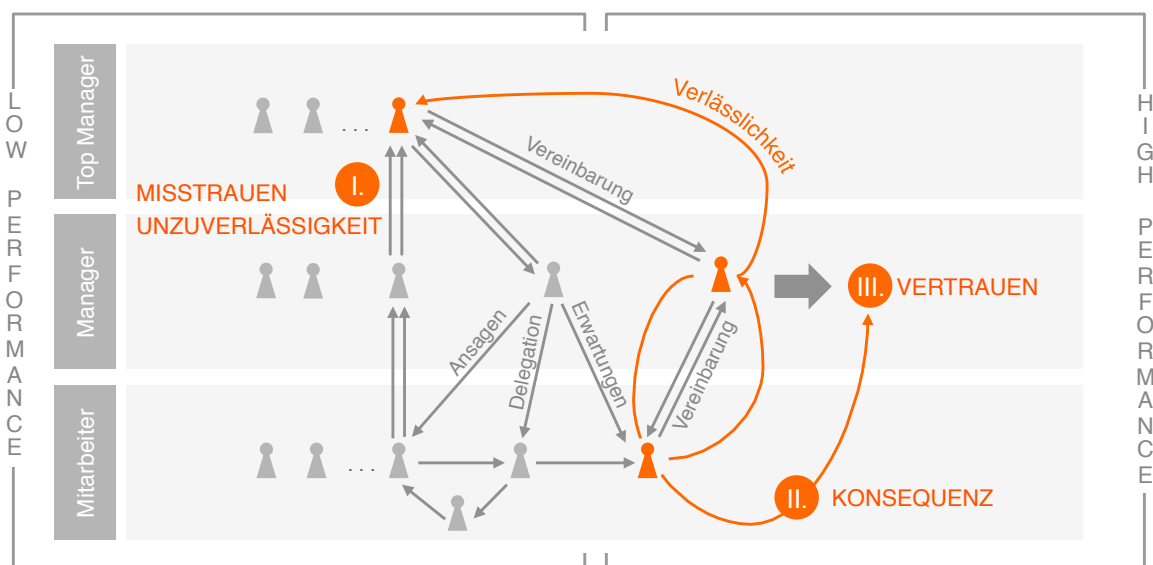 LOW PERFORMANCE
HIGH PERFORMANCE
Top Manager
Manager
Mitarbeiter
...
I.
MISSTRAUEN
UNZUVERLÄSSIGKEIT
Vereinbarung
Verlässlichkeit
Ansagen
Delegation
Erwartungen
Vereinbarung
III.
VERTRAUEN
...
II.
KONSEQUENZ